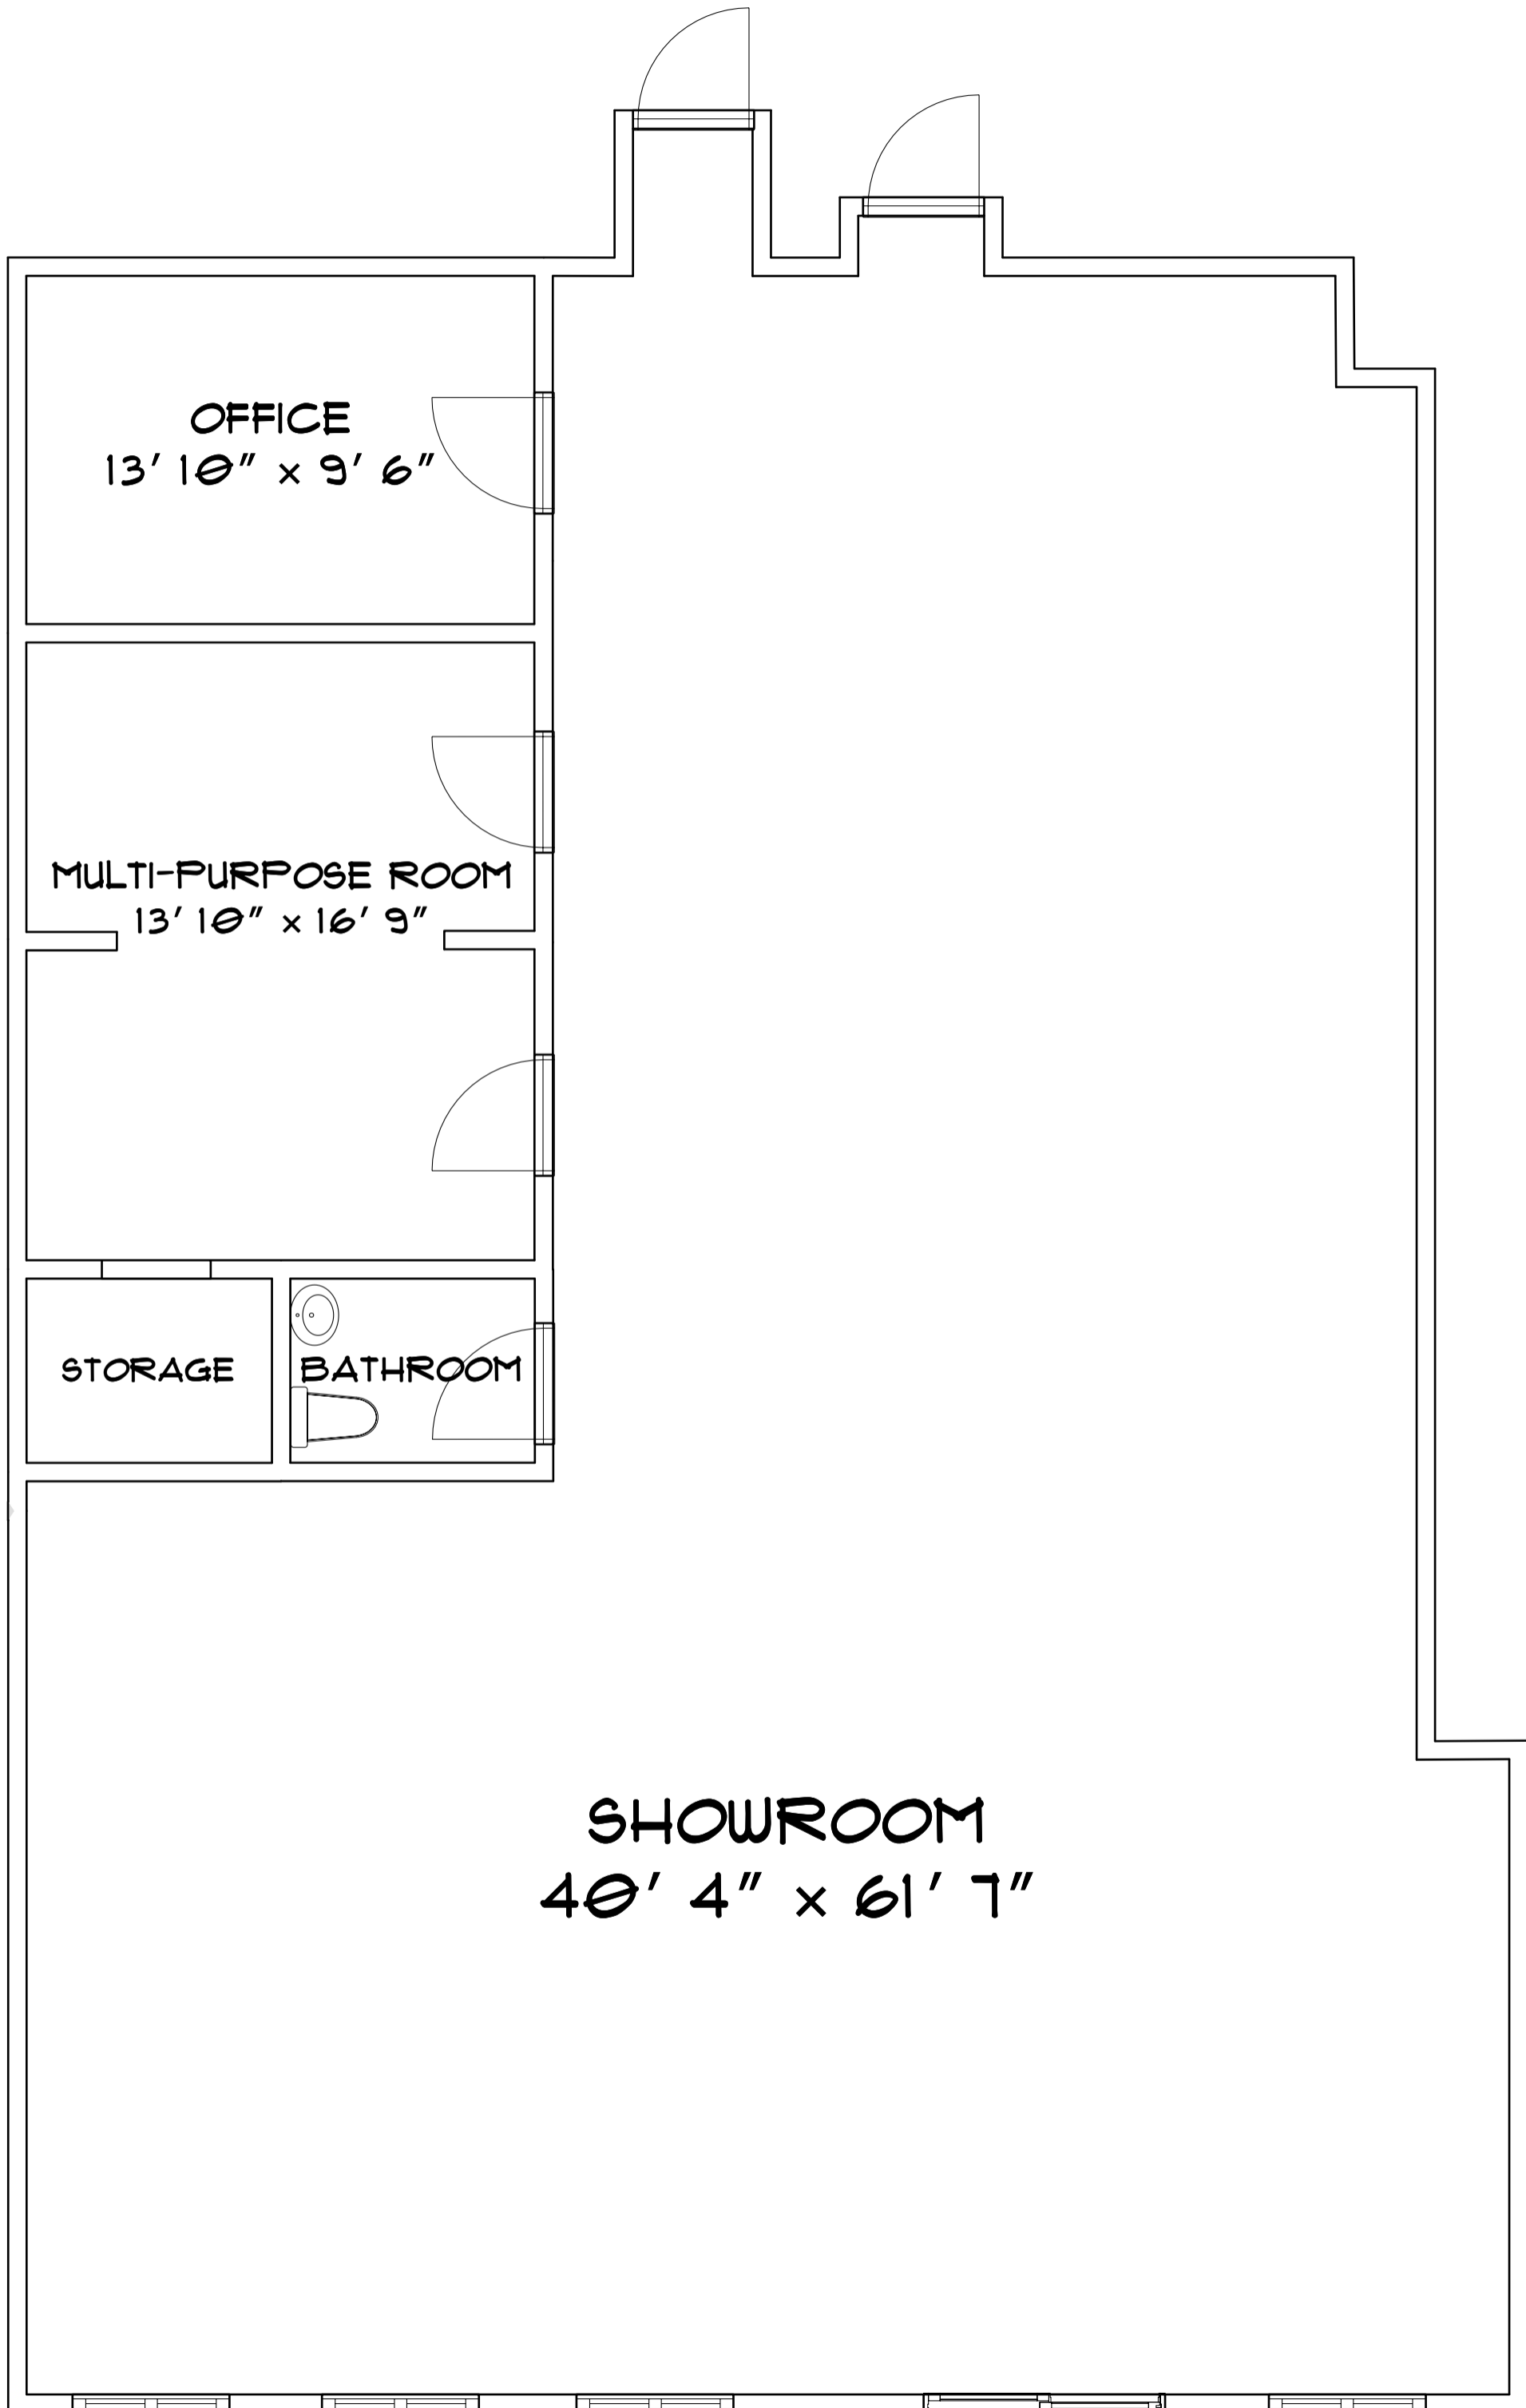 OFFICE
13' 10" x 9' 6"
MULTI-PURPOSE ROOM
13' 10" x 16' 9"
STORAGE
BATHROOM
SHOWROOM
40' 4" x 61' 7"